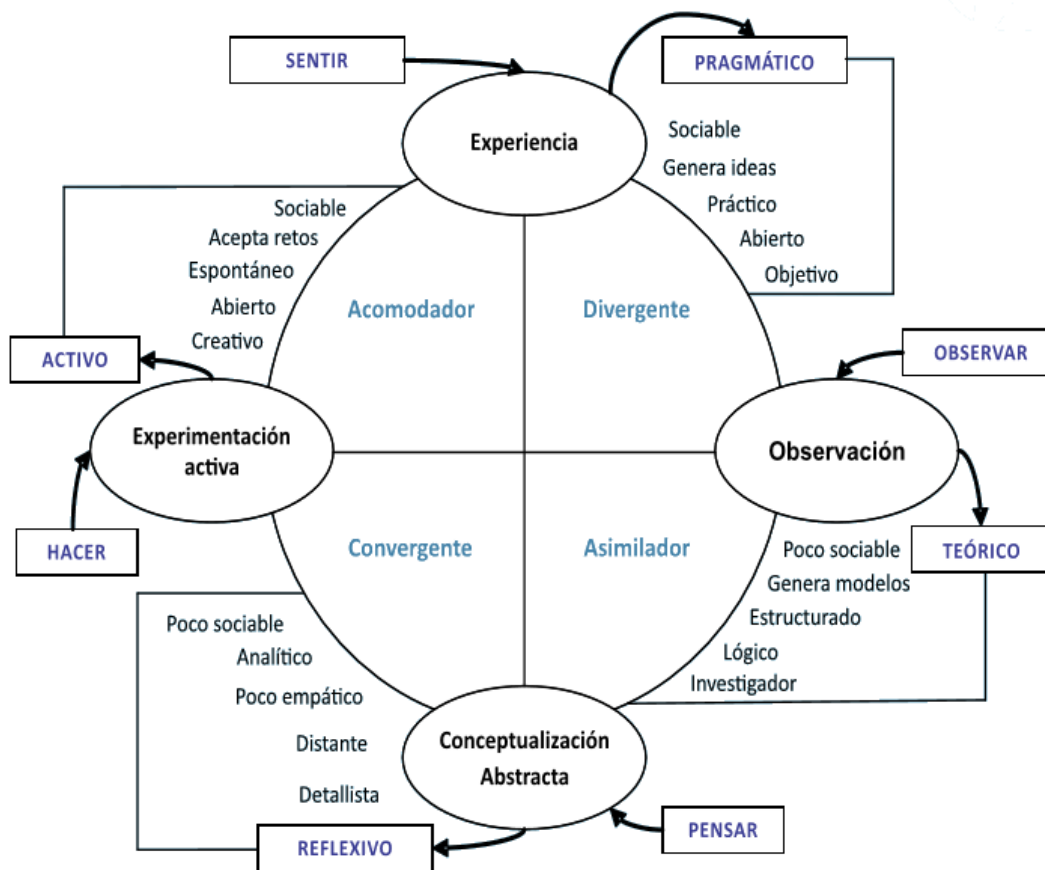 SENTIR
PRAGMÁTICO
Experiencia
Sociable
Genera ideas
Práctico
Abierto
Objetivo
Sociable
Acepta retos
Espontáneo
Abierto
Creativo
Acomodador
Divergente
ACTIVO
OBSERVAR
Experimentación
activa
Observación
HACER
Convergente
Asimilador
TEÓRICO
Poco sociable
Genera modelos
Estructurado
Lógico
Investigador
Poco sociable
Analítico
Poco empático
Distante
Detallista
Conceptualización
Abstracta
REFLEXIVO
PENSAR